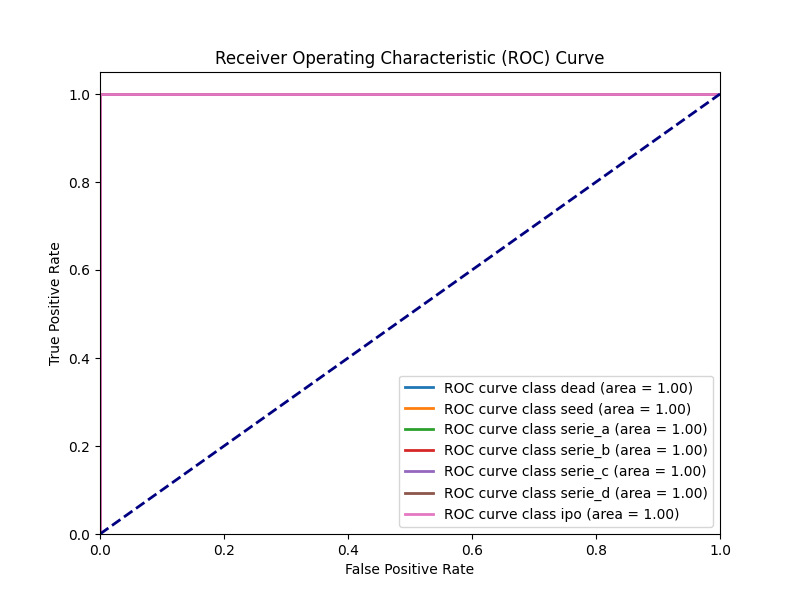 Receiver Operating Characteristic (ROC) Curve
1.0
0.8
0.6
0.4
0.2
0.0
True Positive Rate
ROC curve class dead (area = 1.00)
ROC curve class seed (area = 1.00)
ROC curve class serie_a (area = 1.00)
ROC curve class serie_b (area = 1.00)
ROC curve class serie_c (area = 1.00)
ROC curve class serie_d (area = 1.00)
ROC curve class ipo (area = 1.00)
0.0 0.2 0.4 0.6 0.8 1.0
False Positive Rate